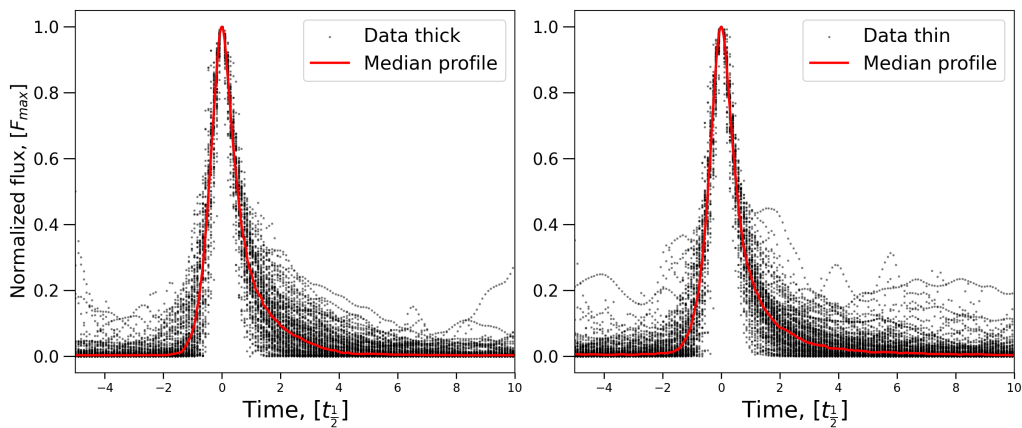 Normalized flux, [F_max]
1.0
0.8
0.6
0.4
0.2
0.0
Data thick
Median profile
−4 −2 0 2 4 6 8 10
Time, [t_1/2]
1.0
0.8
0.6
0.4
0.2
0.0
Data thin
Median profile
−4 −2 0 2 4 6 8 10
Time, [t_1/2]